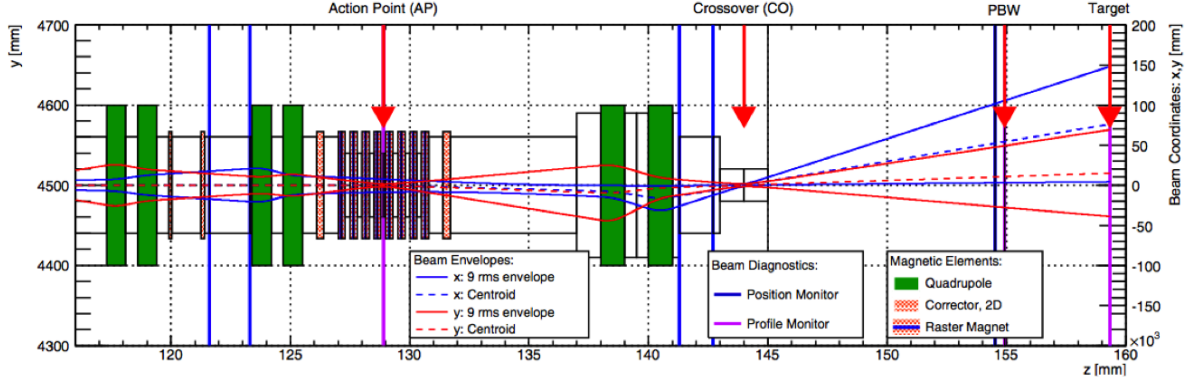 Action Point (AP)
Crossover (CO)
PBW
Target
y [mm]
4700
4600
4500
4400
4300
200
150
100
50
0
-50
-100
-150
×10³
Beam Coordinates: x,y [mm]
Beam Envelopes:
x: 9 rms envelope
x: Centroid
y: 9 rms envelope
y: Centroid
Beam Diagnostics:
Position Monitor
Profile Monitor
Magnetic Elements:
Quadrupole
Corrector, 2D
Raster Magnet
120
125
130
135
140
145
150
155
160
z [mm]